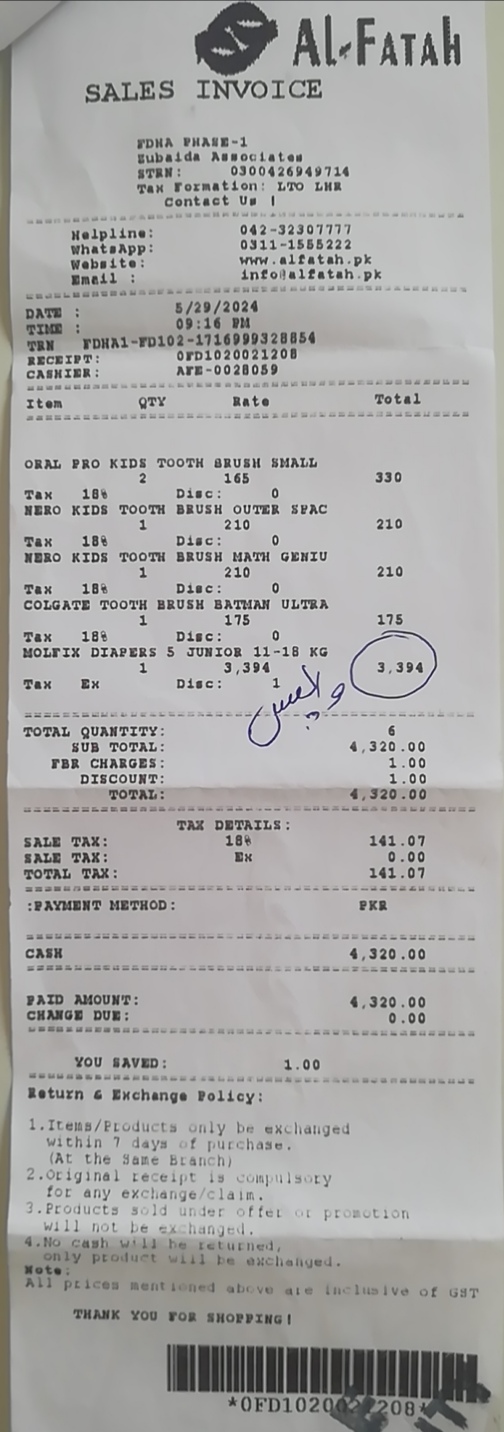 AL-FATAH
SALES INVOICE
FDHA PHASE-1
Zubaida Associates
STRN: 0300426949714
Tax Formation: LTO LHR
Contact Us !
Helpline: 042-32307777
WhatsApp: 0311-1555222
Website: www.alfatah.pk
Email : info@alfatah.pk
DATE : 5/29/2024
TIME : 09:16 PM
TRN FDHA1-FD102-1716999328854
RECEIPT: 0FD1020021208
CASHIER: AFE-0028059
Item QTY Rate Total
ORAL PRO KIDS TOOTH BRUSH SMALL
2 165 330
Tax 18% Disc: 0
NERO KIDS TOOTH BRUSH OUTER SPAC
1 210 210
Tax 18% Disc: 0
NERO KIDS TOOTH BRUSH MATH GENIU
1 210 210
Tax 18% Disc: 0
COLGATE TOOTH BRUSH BATMAN ULTRA
1 175 175
Tax 18% Disc: 0
MOLFIX DIAPERS 5 JUNIOR 11-18 KG
1 3,394 3,394
Tax Ex Disc: 1
واپس
TOTAL QUANTITY: 6
SUB TOTAL: 4,320.00
FBR CHARGES: 1.00
DISCOUNT: 1.00
TOTAL: 4,320.00
TAX DETAILS:
SALE TAX: 18% 141.07
SALE TAX: Ex 0.00
TOTAL TAX: 141.07
:PAYMENT METHOD: PKR
CASH 4,320.00
PAID AMOUNT: 4,320.00
CHANGE DUE: 0.00
YOU SAVED: 1.00
Return & Exchange Policy:
1.Items/Products only be exchanged
within 7 days of purchase.
(At the Same Branch)
2.Original receipt is compulsory
for any exchange/claim.
3.Products sold under offer or promotion
will not be exchanged.
4.No cash will be returned,
only product will be exchanged.
Note:
All prices mentioned above are inclusive of GST
THANK YOU FOR SHOPPING!
*0FD1020021208*